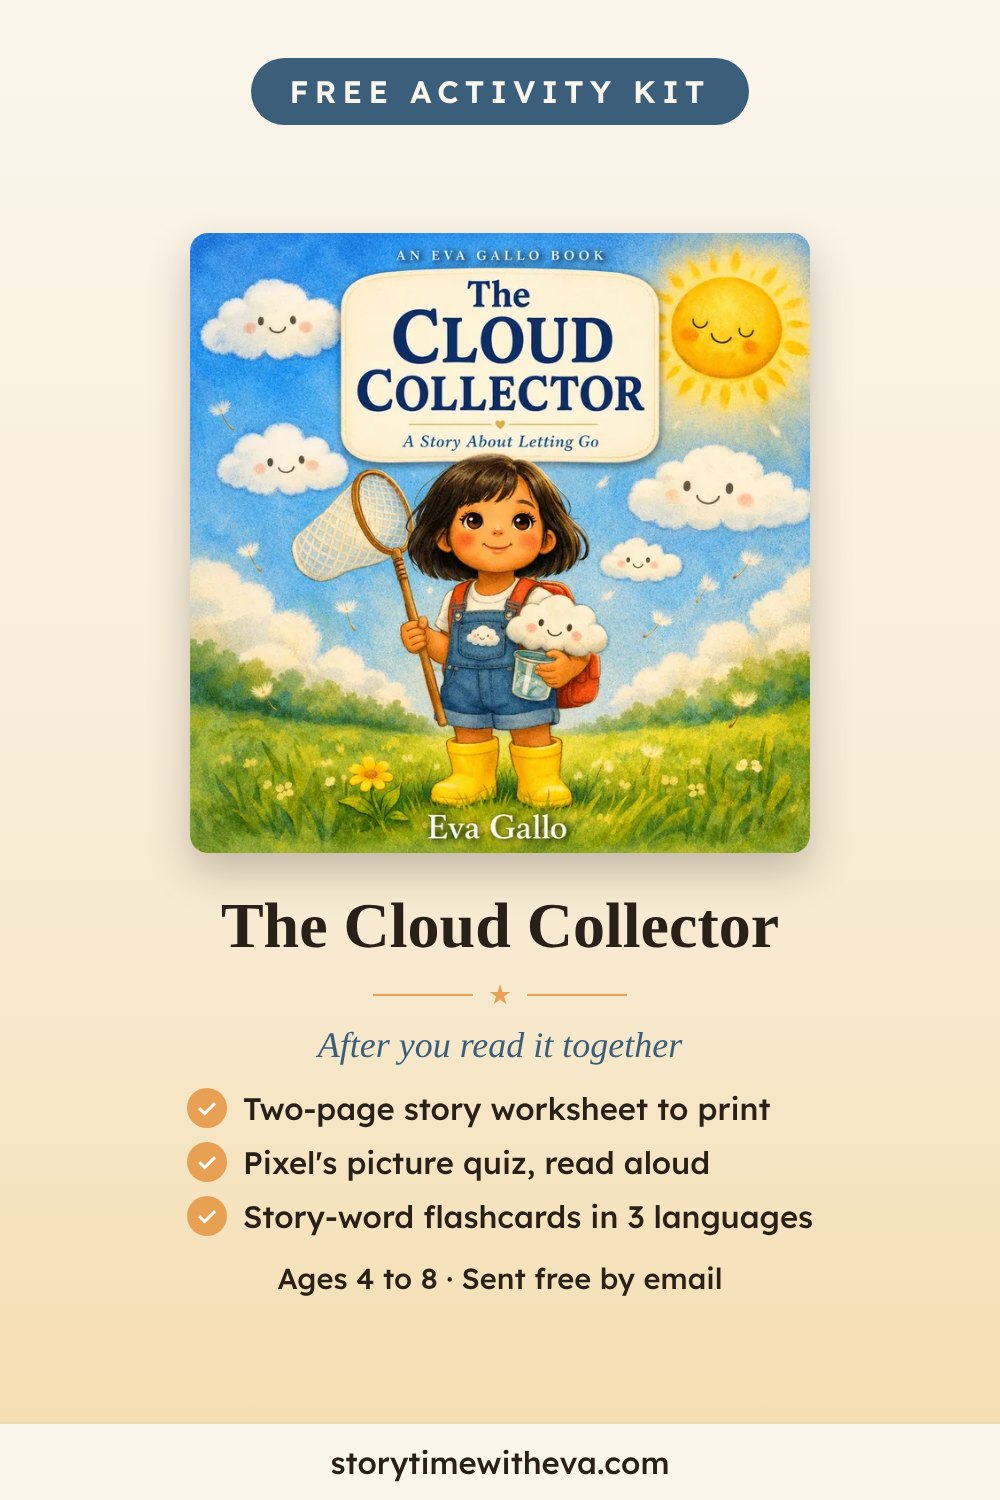 FREE ACTIVITY KIT
AN EVA GALLO BOOK
The
CLOUD
COLLECTOR
A Story About Letting Go
Eva Gallo
The Cloud Collector
After you read it together
Two-page story worksheet to print
Pixel's picture quiz, read aloud
Story-word flashcards in 3 languages
Ages 4 to 8 · Sent free by email
storytimewitheva.com